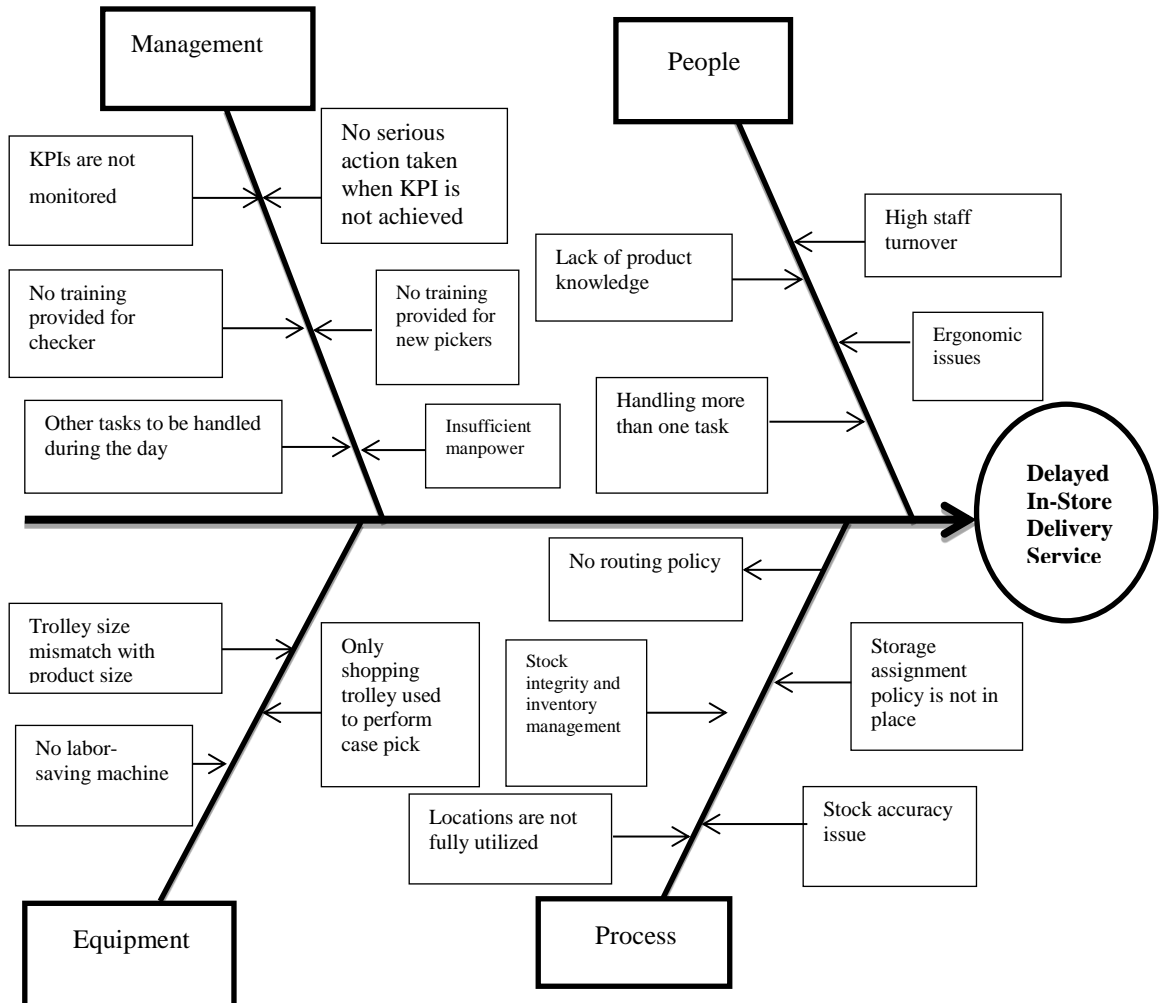 Management
People
KPIs are not
monitored
No serious
action taken
when KPI is
not achieved
High staff
turnover
Lack of product
knowledge
No training
provided for
checker
No training
provided for
new pickers
Ergonomic
issues
Handling more
than one task
Other tasks to be handled
during the day
Insufficient
manpower
Delayed
In-Store
Delivery
Service
No routing policy
Trolley size
mismatch with
product size
Only
shopping
trolley used
to perform
case pick
Stock
integrity and
inventory
management
Storage
assignment
policy is not in
place
No labor-
saving machine
Locations are not
fully utilized
Stock accuracy
issue
Equipment
Process